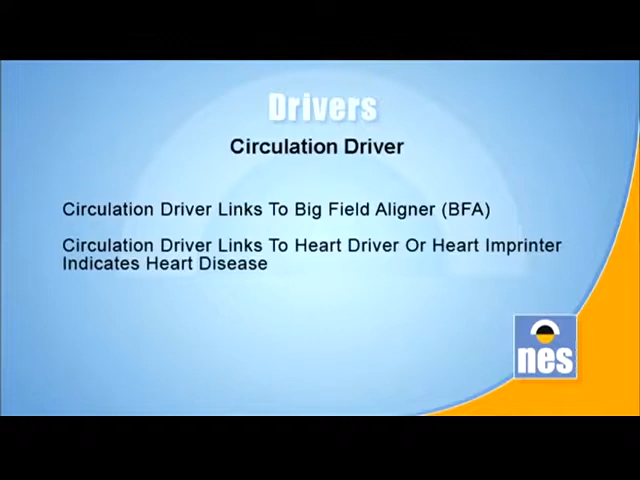 Drivers
Circulation Driver
Circulation Driver Links To Big Field Aligner (BFA)
Circulation Driver Links To Heart Driver Or Heart Imprinter
Indicates Heart Disease
nes